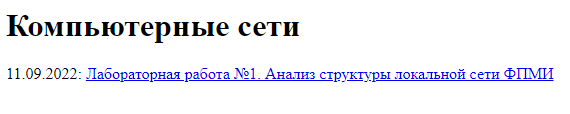 Компьютерные сети
11.09.2022: Лабораторная работа №1. Анализ структуры локальной сети ФПМИ